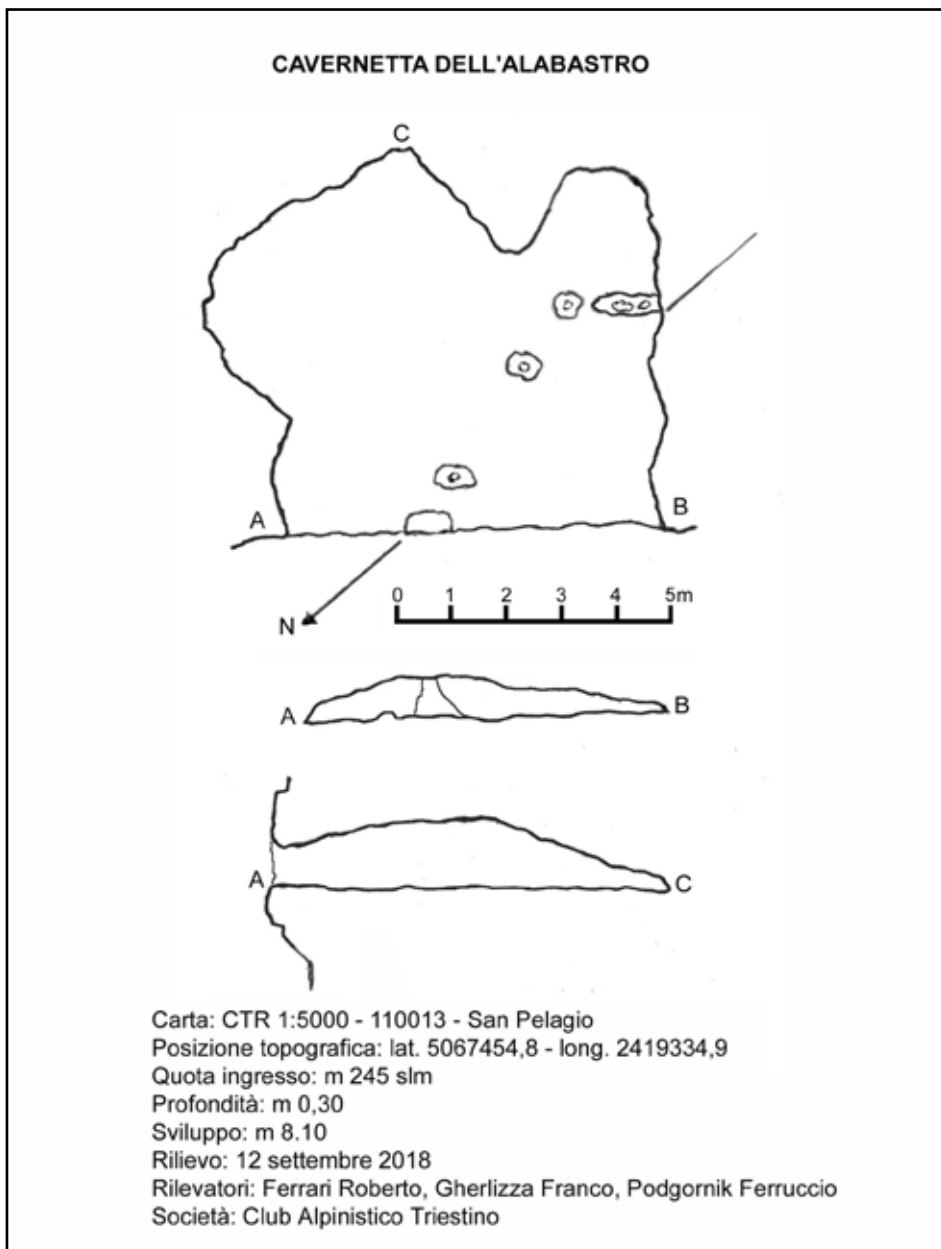 CAVERNETTA DELL'ALABASTRO
C
A
B
N
0 1 2 3 4 5m
A
B
A
C
Carta: CTR 1:5000 - 110013 - San Pelagio
Posizione topografica: lat. 5067454,8 - long. 2419334,9
Quota ingresso: m 245 slm
Profondità: m 0,30
Sviluppo: m 8.10
Rilievo: 12 settembre 2018
Rilevatori: Ferrari Roberto, Gherlizza Franco, Podgornik Ferruccio
Società: Club Alpinistico Triestino